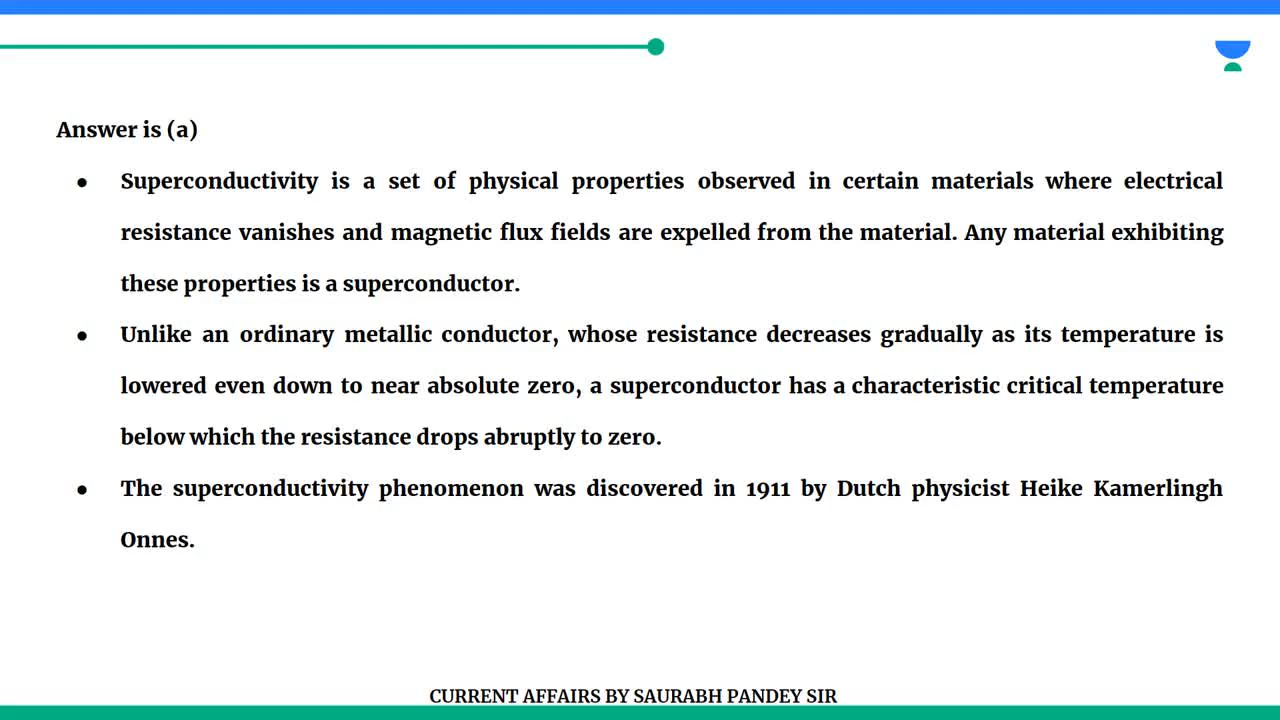 Answer is (a)
● Superconductivity is a set of physical properties observed in certain materials where electrical
resistance vanishes and magnetic flux fields are expelled from the material. Any material exhibiting
these properties is a superconductor.
● Unlike an ordinary metallic conductor, whose resistance decreases gradually as its temperature is
lowered even down to near absolute zero, a superconductor has a characteristic critical temperature
below which the resistance drops abruptly to zero.
● The superconductivity phenomenon was discovered in 1911 by Dutch physicist Heike Kamerlingh
Onnes.
CURRENT AFFAIRS BY SAURABH PANDEY SIR